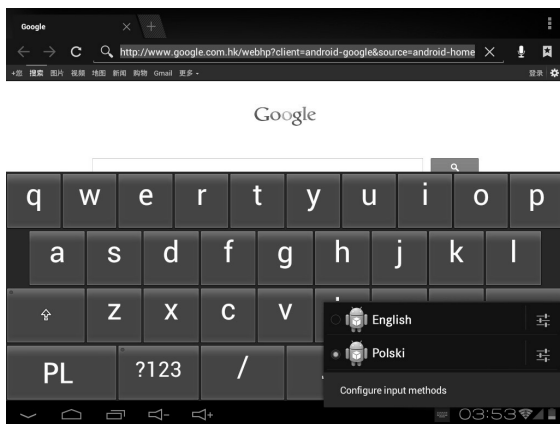 Google
http://www.google.com.hk/webhp?client=android-google&source=android-home
+您 搜索 图片 视频 地图 新闻 购物 Gmail 更多
登录
Google
q w e r t y u i o p
a s d f g h j k l
z x c v
English
PL ?123 /
Polski
Configure input methods
03:53